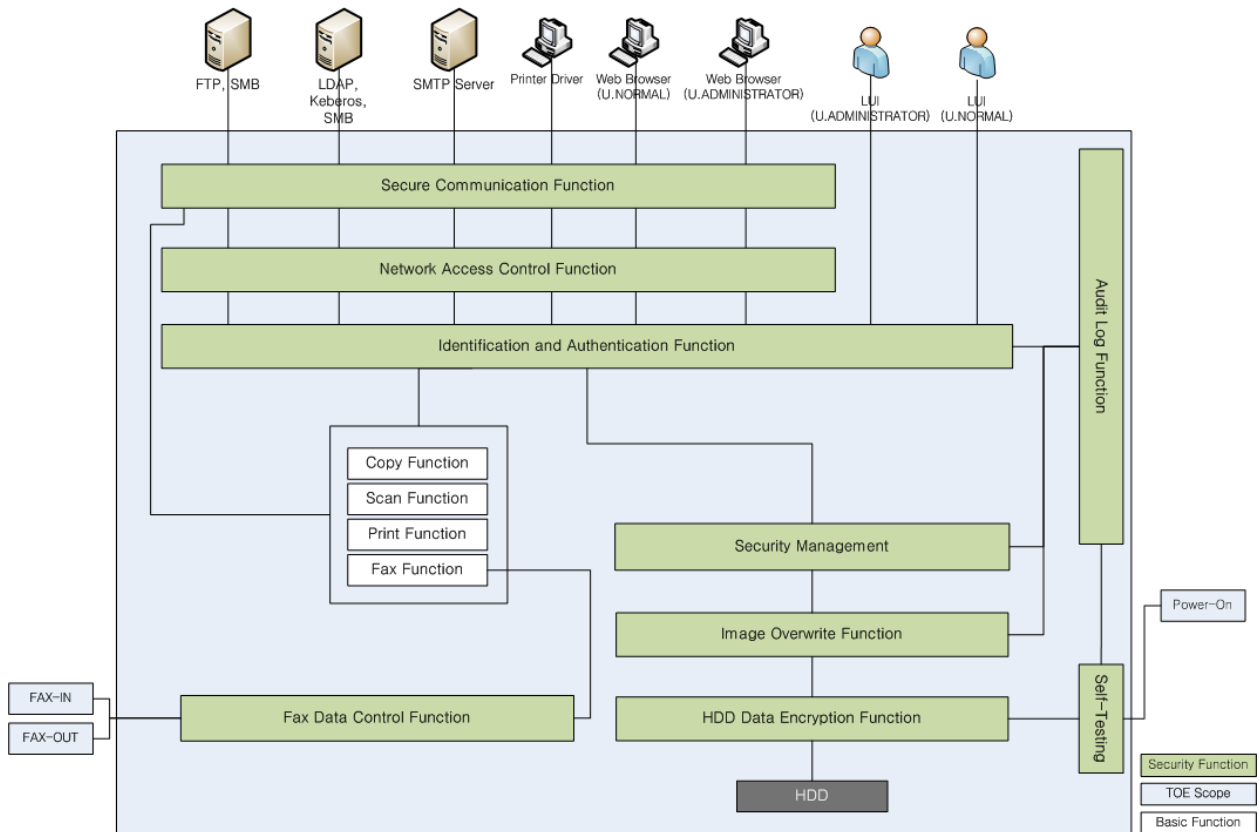 FTP, SMB
LDAP,
Keberos,
SMB
SMTP Server
Printer Driver
Web Browser
(U.NORMAL)
Web Browser
(U.ADMINISTRATOR)
LUI
(U.ADMINISTRATOR)
LUI
(U.NORMAL)
Secure Communication Function
Network Access Control Function
Identification and Authentication Function
Audit Log Function
Copy Function
Scan Function
Print Function
Fax Function
Security Management
Image Overwrite Function
Power-On
FAX-IN
FAX-OUT
Fax Data Control Function
HDD Data Encryption Function
Self-Testing
HDD
Security Function
TOE Scope
Basic Function